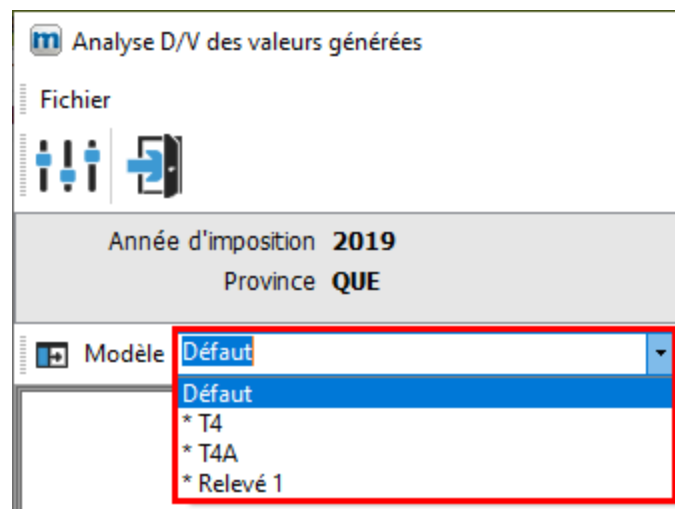 m Analyse D/V des valeurs générées
Fichier
Année d'imposition 2019
Province QUE
Modèle Défaut
Défaut
* T4
* T4A
* Relevé 1